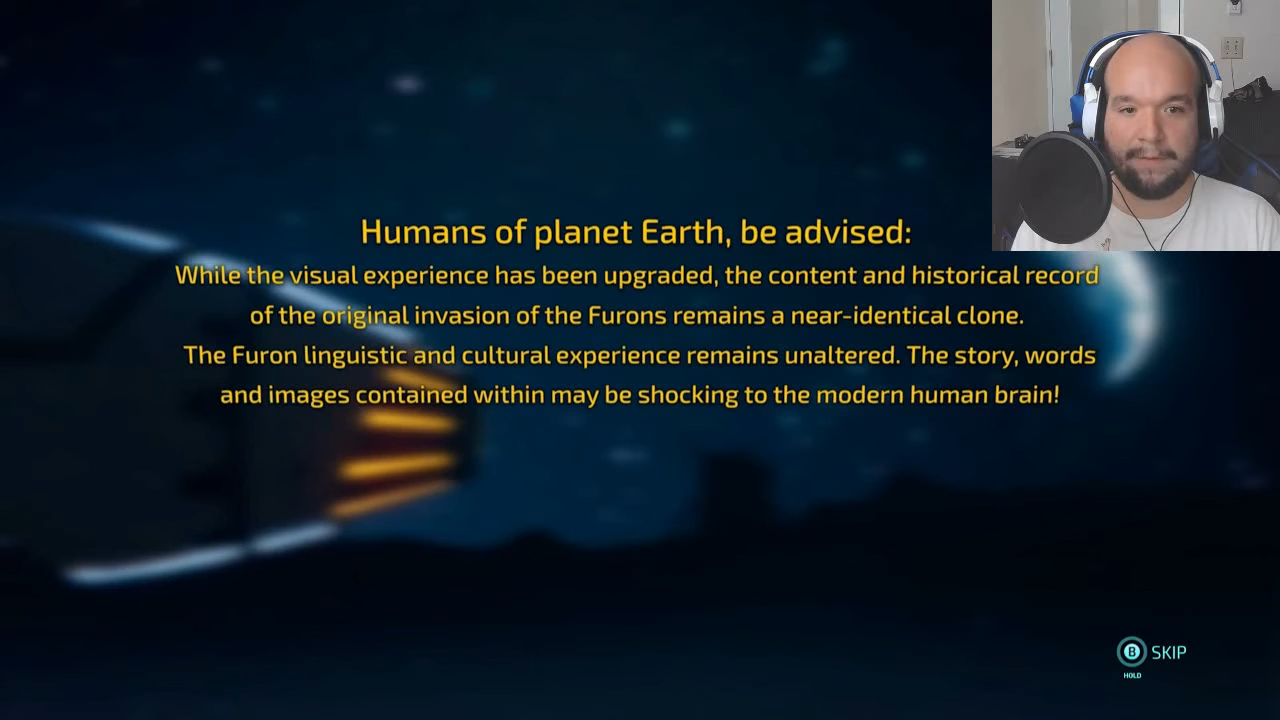 Humans of planet Earth, be advised:
While the visual experience has been upgraded, the content and historical record
of the original invasion of the Furons remains a near-identical clone.
The Furon linguistic and cultural experience remains unaltered. The story, words
and images contained within may be shocking to the modern human brain!
B SKIP
HOLD